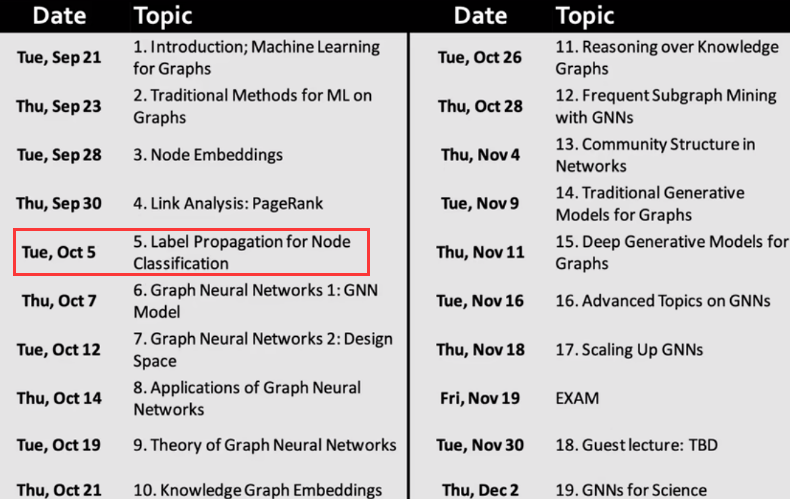 Date Topic
Tue, Sep 21 1. Introduction; Machine Learning
for Graphs
Thu, Sep 23 2. Traditional Methods for ML on
Graphs
Tue, Sep 28 3. Node Embeddings
Thu, Sep 30 4. Link Analysis: PageRank
Tue, Oct 5 5. Label Propagation for Node
Classification
Thu, Oct 7 6. Graph Neural Networks 1: GNN
Model
Tue, Oct 12 7. Graph Neural Networks 2: Design
Space
Thu, Oct 14 8. Applications of Graph Neural
Networks
Tue, Oct 19 9. Theory of Graph Neural Networks
Thu, Oct 21 10. Knowledge Graph Embeddings
Date Topic
Tue, Oct 26 11. Reasoning over Knowledge
Graphs
Thu, Oct 28 12. Frequent Subgraph Mining
with GNNs
Thu, Nov 4 13. Community Structure in
Networks
Tue, Nov 9 14. Traditional Generative
Models for Graphs
Thu, Nov 11 15. Deep Generative Models for
Graphs
Tue, Nov 16 16. Advanced Topics on GNNs
Thu, Nov 18 17. Scaling Up GNNs
Fri, Nov 19 EXAM
Tue, Nov 30 18. Guest lecture: TBD
Thu, Dec 2 19. GNNs for Science